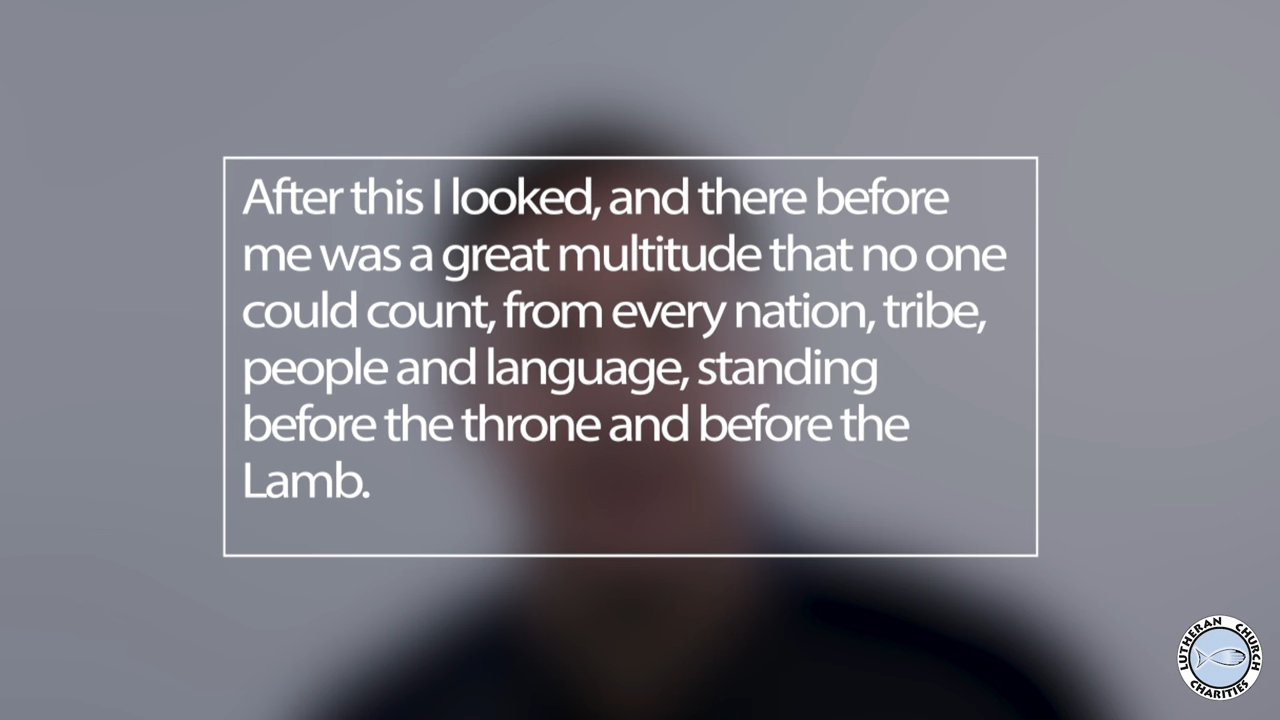 After this I looked, and there before
me was a great multitude that no one
could count, from every nation, tribe,
people and language, standing
before the throne and before the
Lamb.
LUTHERAN CHURCH
CHARITIES